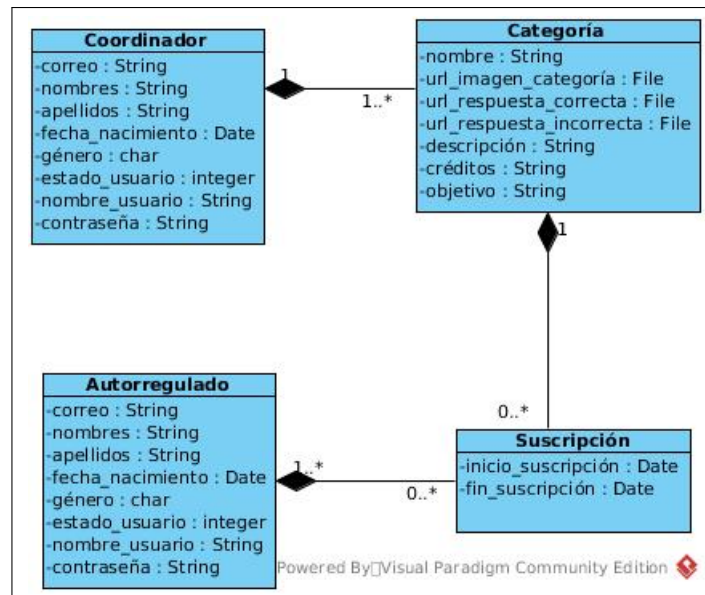 Coordinador
-correo : String
-nombres : String
-apellidos : String
-fecha_nacimiento : Date
-género : char
-estado_usuario : integer
-nombre_usuario : String
-contraseña : String
1
1..*
Categoría
-nombre : String
-url_imagen_categoría : File
-url_respuesta_correcta : File
-url_respuesta_incorrecta : File
-descripción : String
-créditos : String
-objetivo : String
1
0..*
Autorregulado
-correo : String
-nombres : String
-apellidos : String
-fecha_nacimiento : Date
-género : char
-estado_usuario : integer
-nombre_usuario : String
-contraseña : String
1..*
0..*
Suscripción
-inicio_suscripción : Date
-fin_suscripción : Date
Powered By▯Visual Paradigm Community Edition